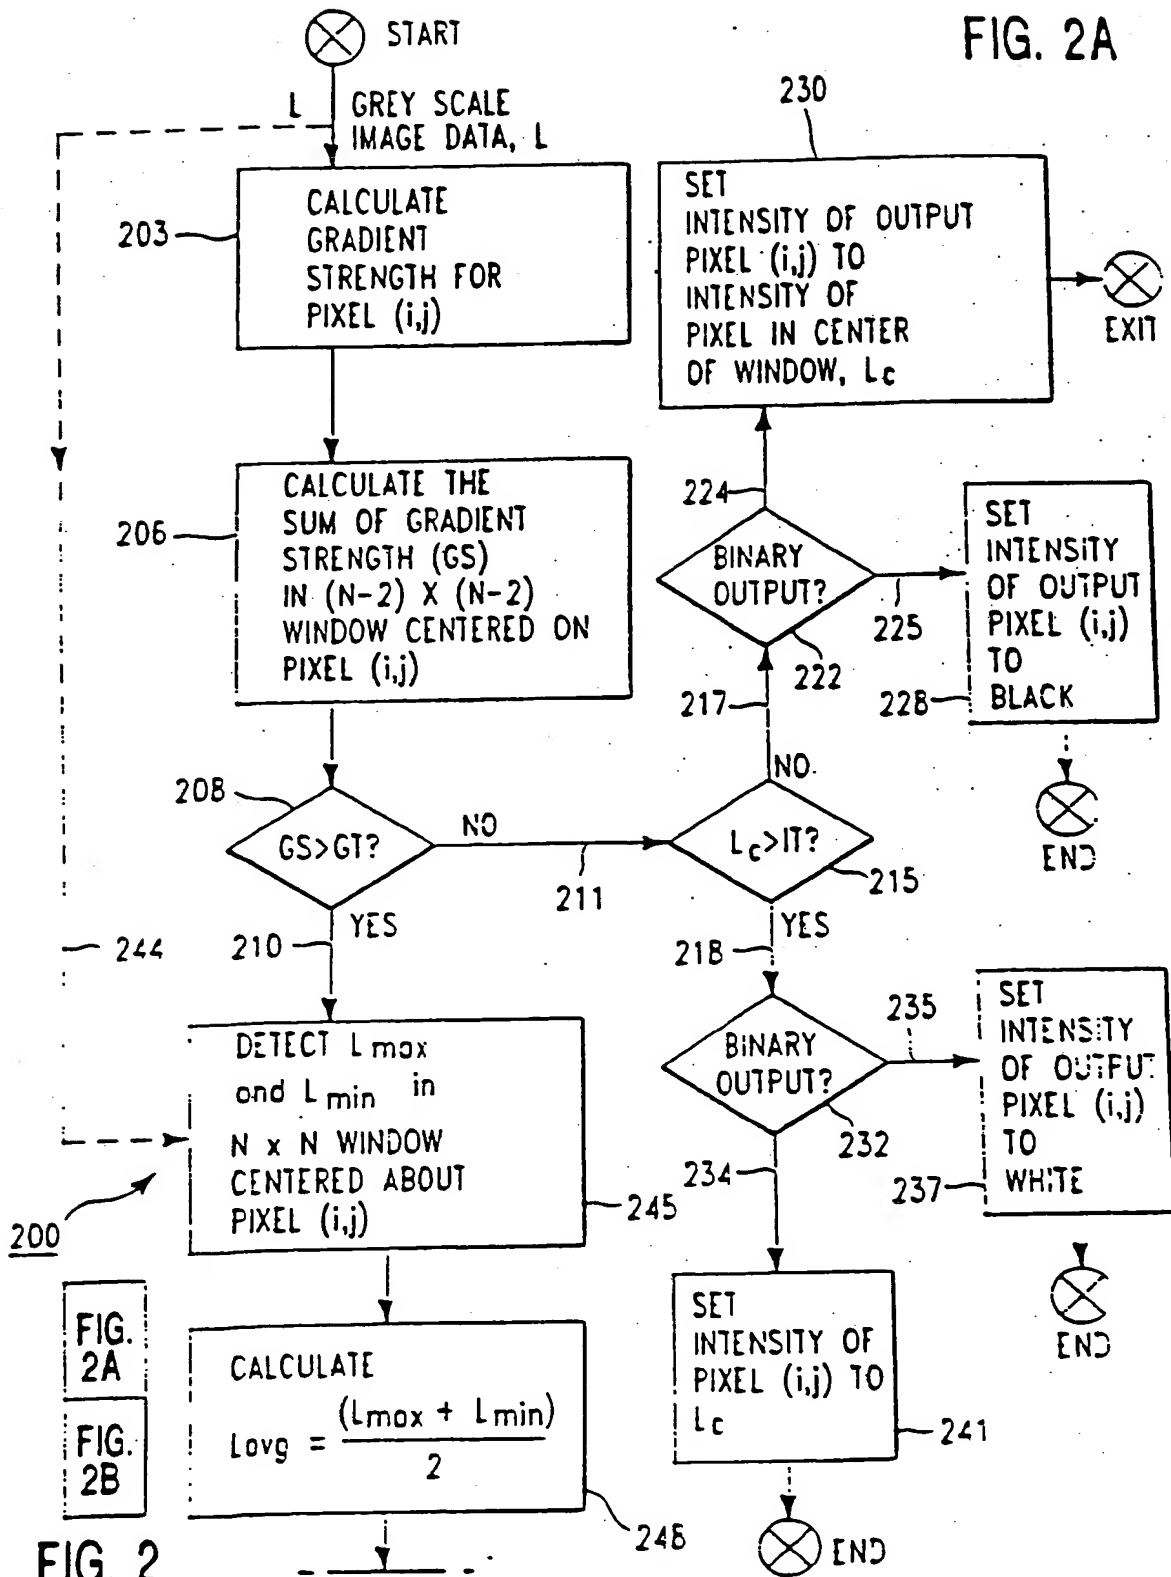 FIG. 2A
START
L
GREY SCALE
IMAGE DATA, L
203
CALCULATE
GRADIENT
STRENGTH FOR
PIXEL (i,j)
206
CALCULATE THE
SUM OF GRADIENT
STRENGTH (GS)
IN (N-2) X (N-2)
WINDOW CENTERED ON
PIXEL (i,j)
208
GS>GT?
NO
211
YES
210
244
DETECT Lmax
and Lmin in
N x N WINDOW
CENTERED ABOUT
PIXEL (i,j)
245
200
CALCULATE
Lavg = (Lmax + Lmin)
2
246
230
SET
INTENSITY OF OUTPUT
PIXEL (i,j) TO
INTENSITY OF
PIXEL IN CENTER
OF WINDOW, Lc
EXIT
224
BINARY
OUTPUT?
222
225
SET
INTENSITY
OF OUTPUT
PIXEL (i,j)
TO
BLACK
228
END
217
NO
Lc>IT?
215
YES
218
BINARY
OUTPUT?
232
235
SET
INTENSITY
OF OUTPUT
PIXEL (i,j)
TO
WHITE
237
END
234
SET
INTENSITY OF
PIXEL (i,j) TO
Lc
241
END
FIG.
2A
FIG.
2B
FIG. 2